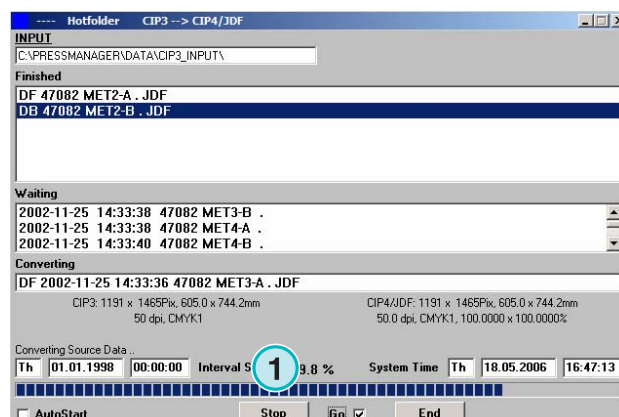 ---- Hotfolder CIP3 --> CIP4/JDF
INPUT
C:\PRESSMANAGER\DATA\CIP3_INPUT\
Finished
DF 47082 MET2-A . JDF
DB 47082 MET2-B . JDF
Waiting
2002-11-25 14:33:38 47082 MET3-B .
2002-11-25 14:33:38 47082 MET4-A .
2002-11-25 14:33:40 47082 MET4-B .
Converting
DF 2002-11-25 14:33:36 47082 MET3-A . JDF
CIP3: 1191 x 1465Pix, 605.0 x 744.2mm CIP4/JDF: 1191 x 1465Pix, 605.0 x 744.2mm
50 dpi, CMYK1 50.0 dpi, CMYK1, 100.0000 x 100.0000%
Converting Source Data ..
Th 01.01.1998 00:00:00 Interval 1 9.8 % System Time Th 18.05.2006 16:47:13
AutoStart Stop Go End